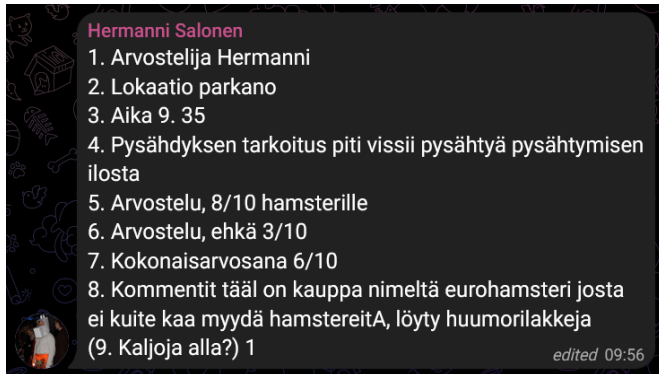 Hermanni Salonen
1. Arvostelija Hermanni
2. Lokaatio parkano
3. Aika 9. 35
4. Pysähdyksen tarkoitus piti vissii pysähtyä pysähtymisen
ilosta
5. Arvostelu, 8/10 hamsterille
6. Arvostelu, ehkä 3/10
7. Kokonaisarvosana 6/10
8. Kommentit tääl on kauppa nimeltä eurohamsteri josta
ei kuite kaa myydä hamstereitA, löyty huumorilakkeja
(9. Kaljoja alla?) 1
edited 09:56